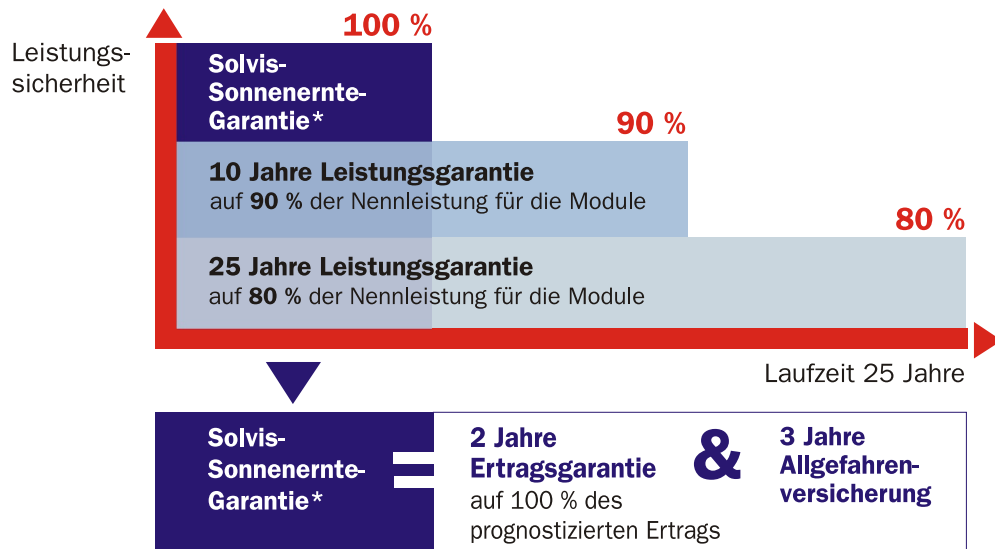 100 %
Leistungs-
sicherheit
Solvis-
Sonnenernte-
Garantie*
90 %
10 Jahre Leistungsgarantie
auf 90 % der Nennleistung für die Module
80 %
25 Jahre Leistungsgarantie
auf 80 % der Nennleistung für die Module
Laufzeit 25 Jahre
Solvis-
Sonnenernte-
Garantie*
=
2 Jahre
Ertragsgarantie
auf 100 % des
prognostizierten Ertrags
&
3 Jahre
Allgefahren-
versicherung